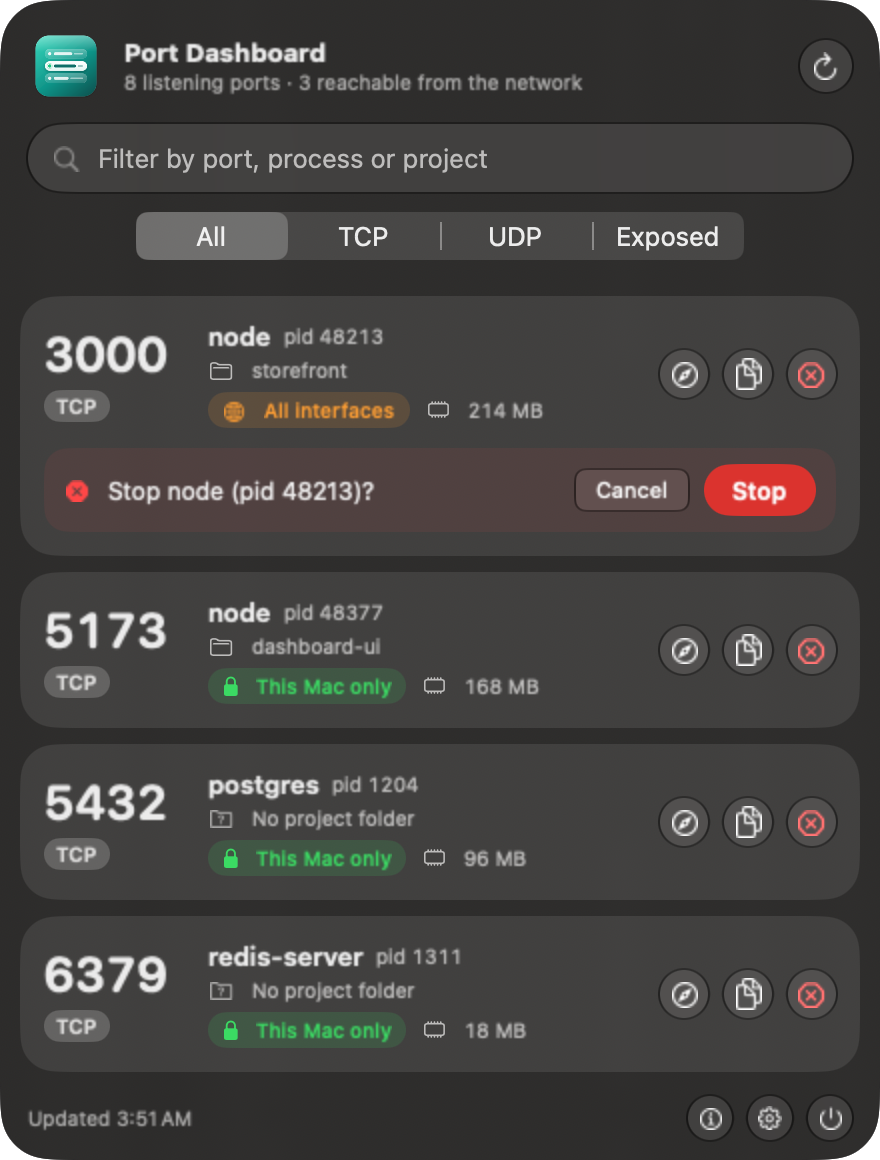 Port Dashboard
8 listening ports · 3 reachable from the network
Filter by port, process or project
All TCP UDP Exposed
3000
TCP
node pid 48213
storefront
All interfaces 214 MB
Stop node (pid 48213)? Cancel Stop
5173
TCP
node pid 48377
dashboard-ui
This Mac only 168 MB
5432
TCP
postgres pid 1204
No project folder
This Mac only 96 MB
6379
TCP
redis-server pid 1311
No project folder
This Mac only 18 MB
Updated 3:51 AM